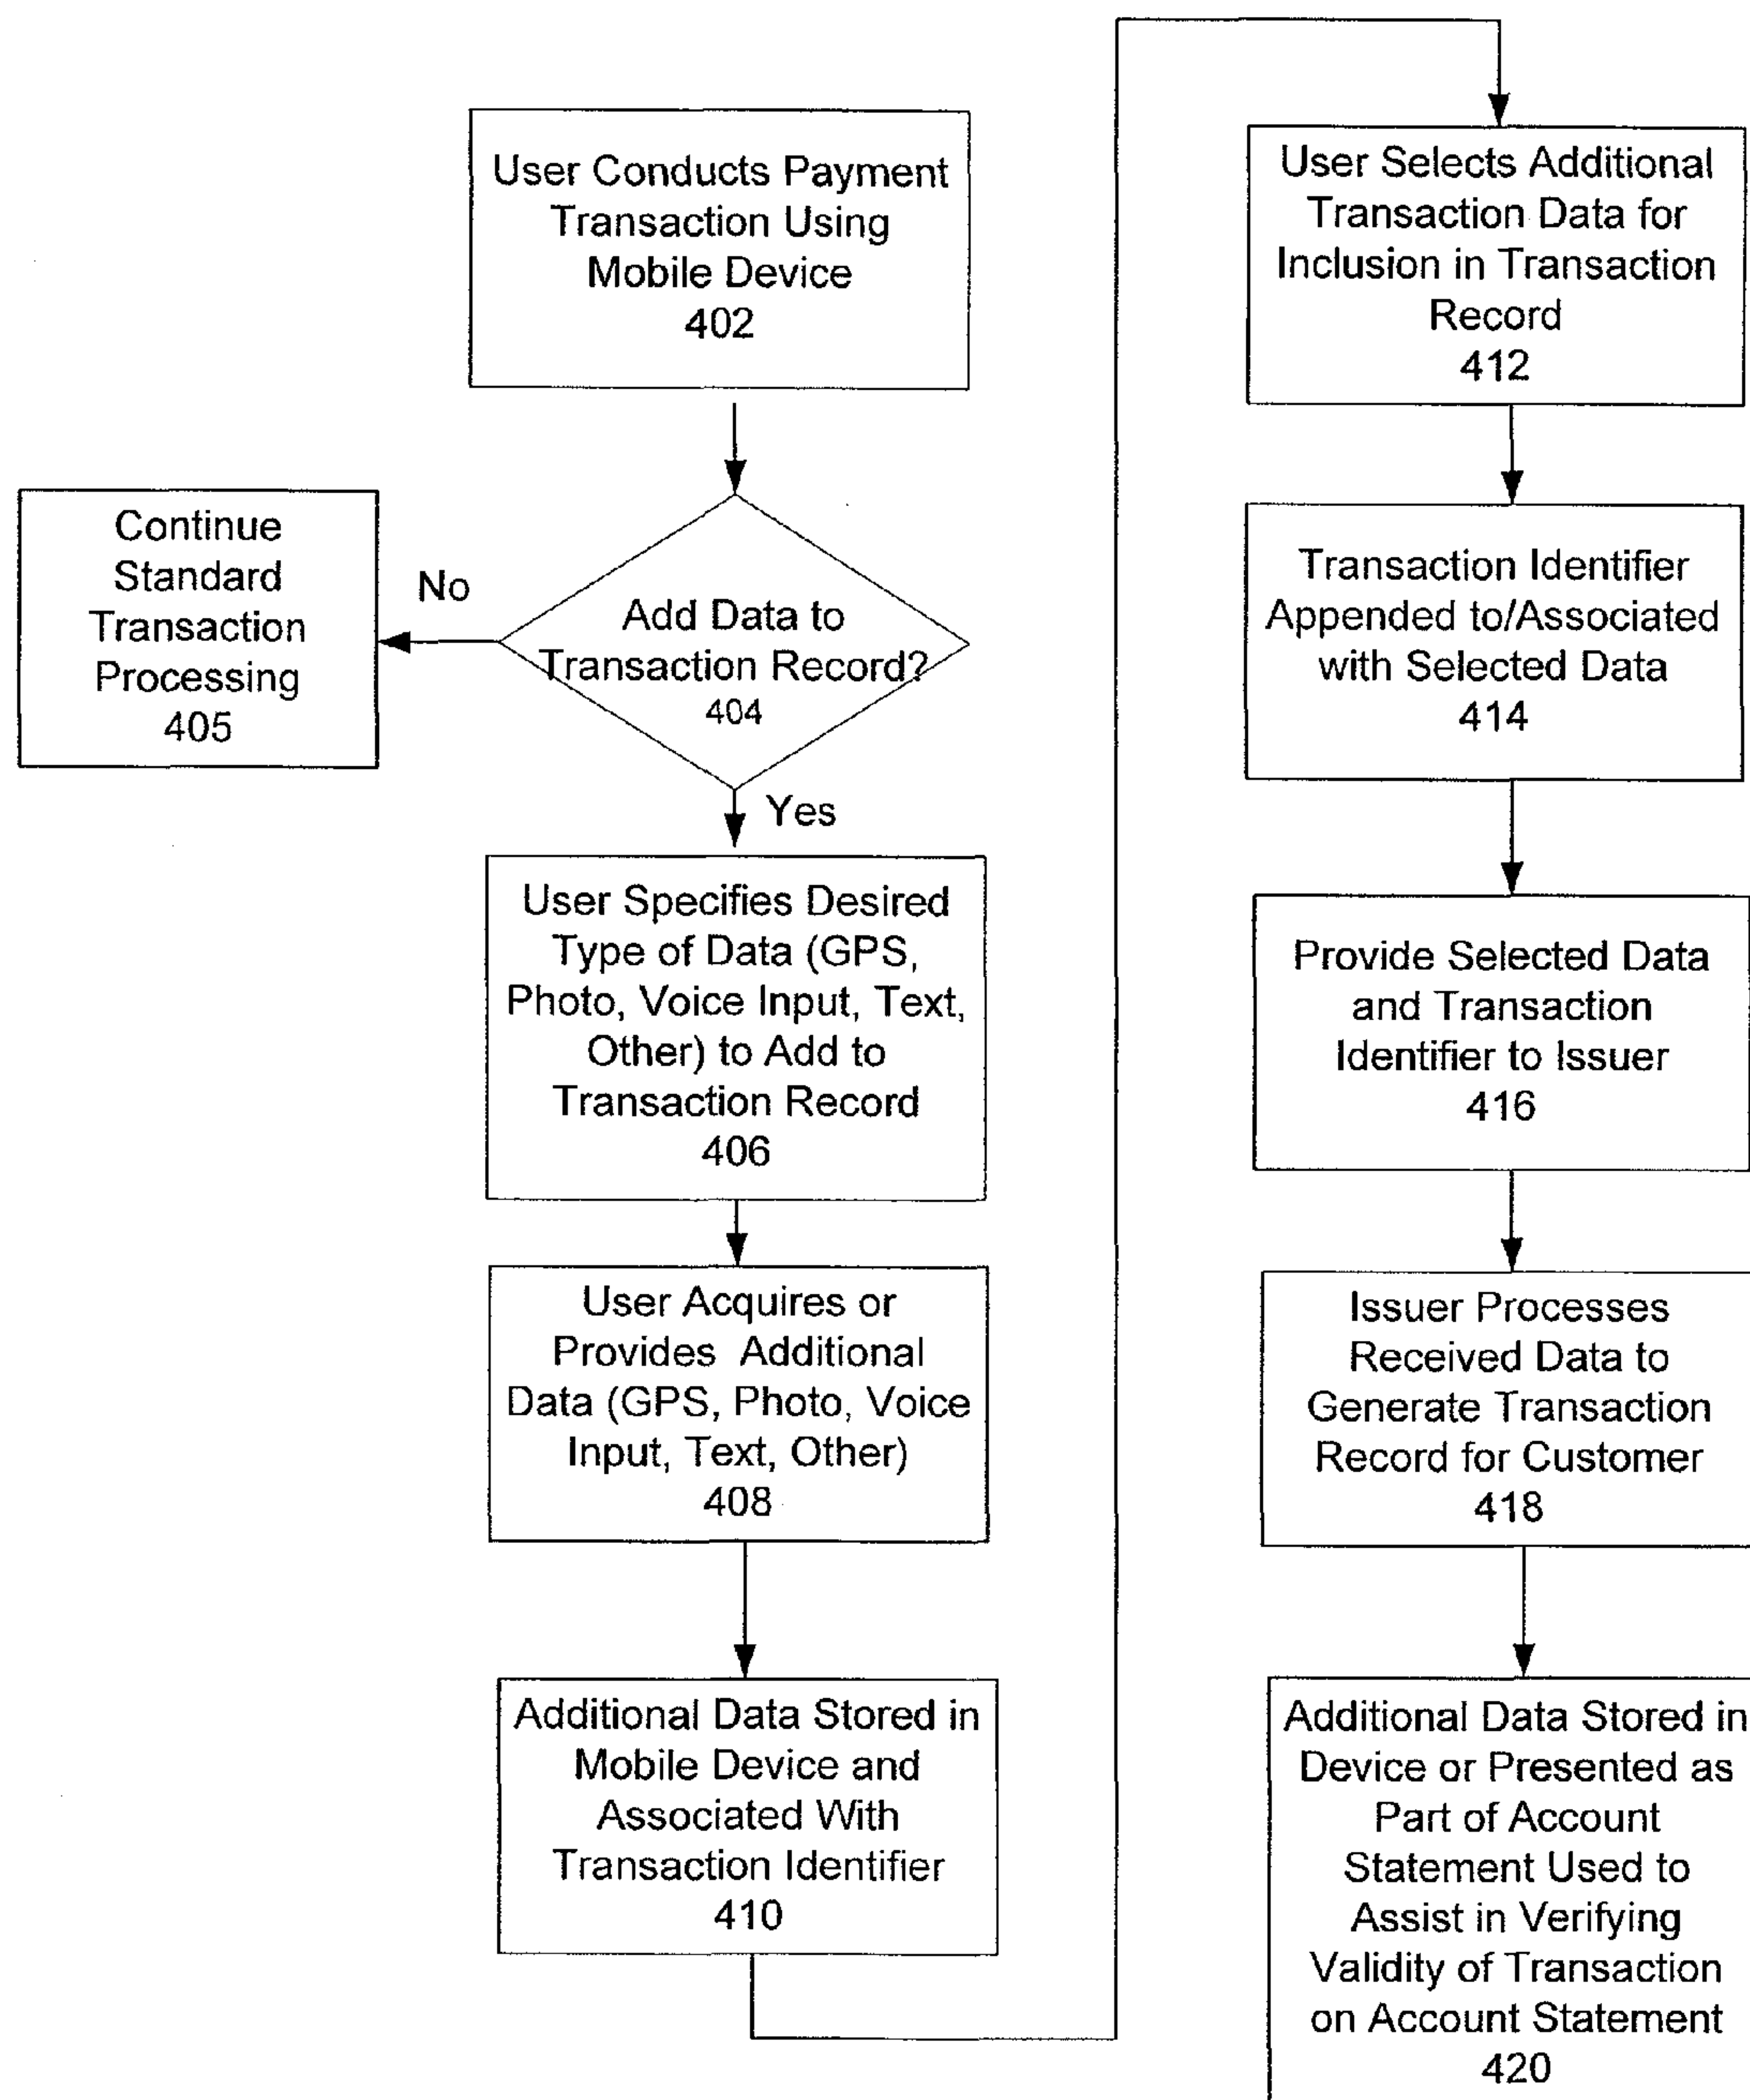 User Conducts Payment
Transaction Using
Mobile Device
402
Add Data to
Transaction Record?
404
No
Continue
Standard
Transaction
Processing
405
Yes
User Specifies Desired
Type of Data (GPS,
Photo, Voice Input, Text,
Other) to Add to
Transaction Record
406
User Acquires or
Provides Additional
Data (GPS, Photo, Voice
Input, Text, Other)
408
Additional Data Stored in
Mobile Device and
Associated With
Transaction Identifier
410
User Selects Additional
Transaction Data for
Inclusion in Transaction
Record
412
Transaction Identifier
Appended to/Associated
with Selected Data
414
Provide Selected Data
and Transaction
Identifier to Issuer
416
Issuer Processes
Received Data to
Generate Transaction
Record for Customer
418
Additional Data Stored in
Device or Presented as
Part of Account
Statement Used to
Assist in Verifying
Validity of Transaction
on Account Statement
420